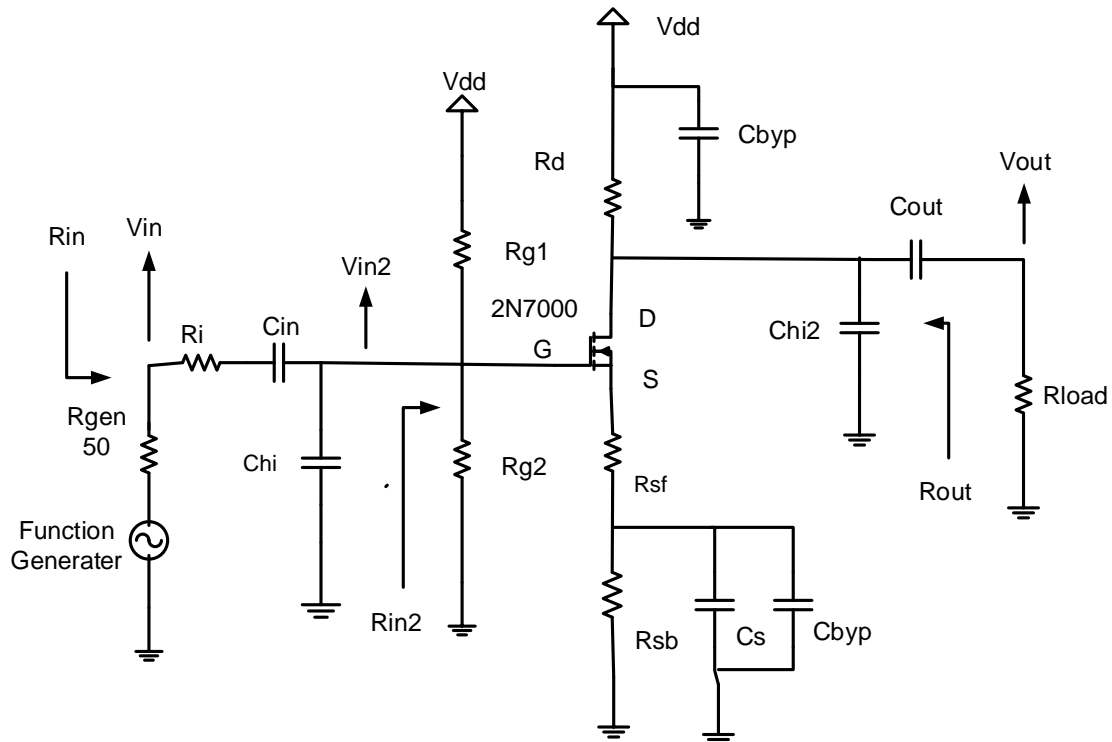 Vdd
Vdd
Cbyp
Rd
Vout
Cout
Rin
Vin
Rg1
Vin2
2N7000
D
Chi2
Ri
Cin
G
S
Rload
Rgen
50
Chi
Rg2
Rsf
Rout
Function
Generater
Rin2
Rsb
Cs
Cbyp